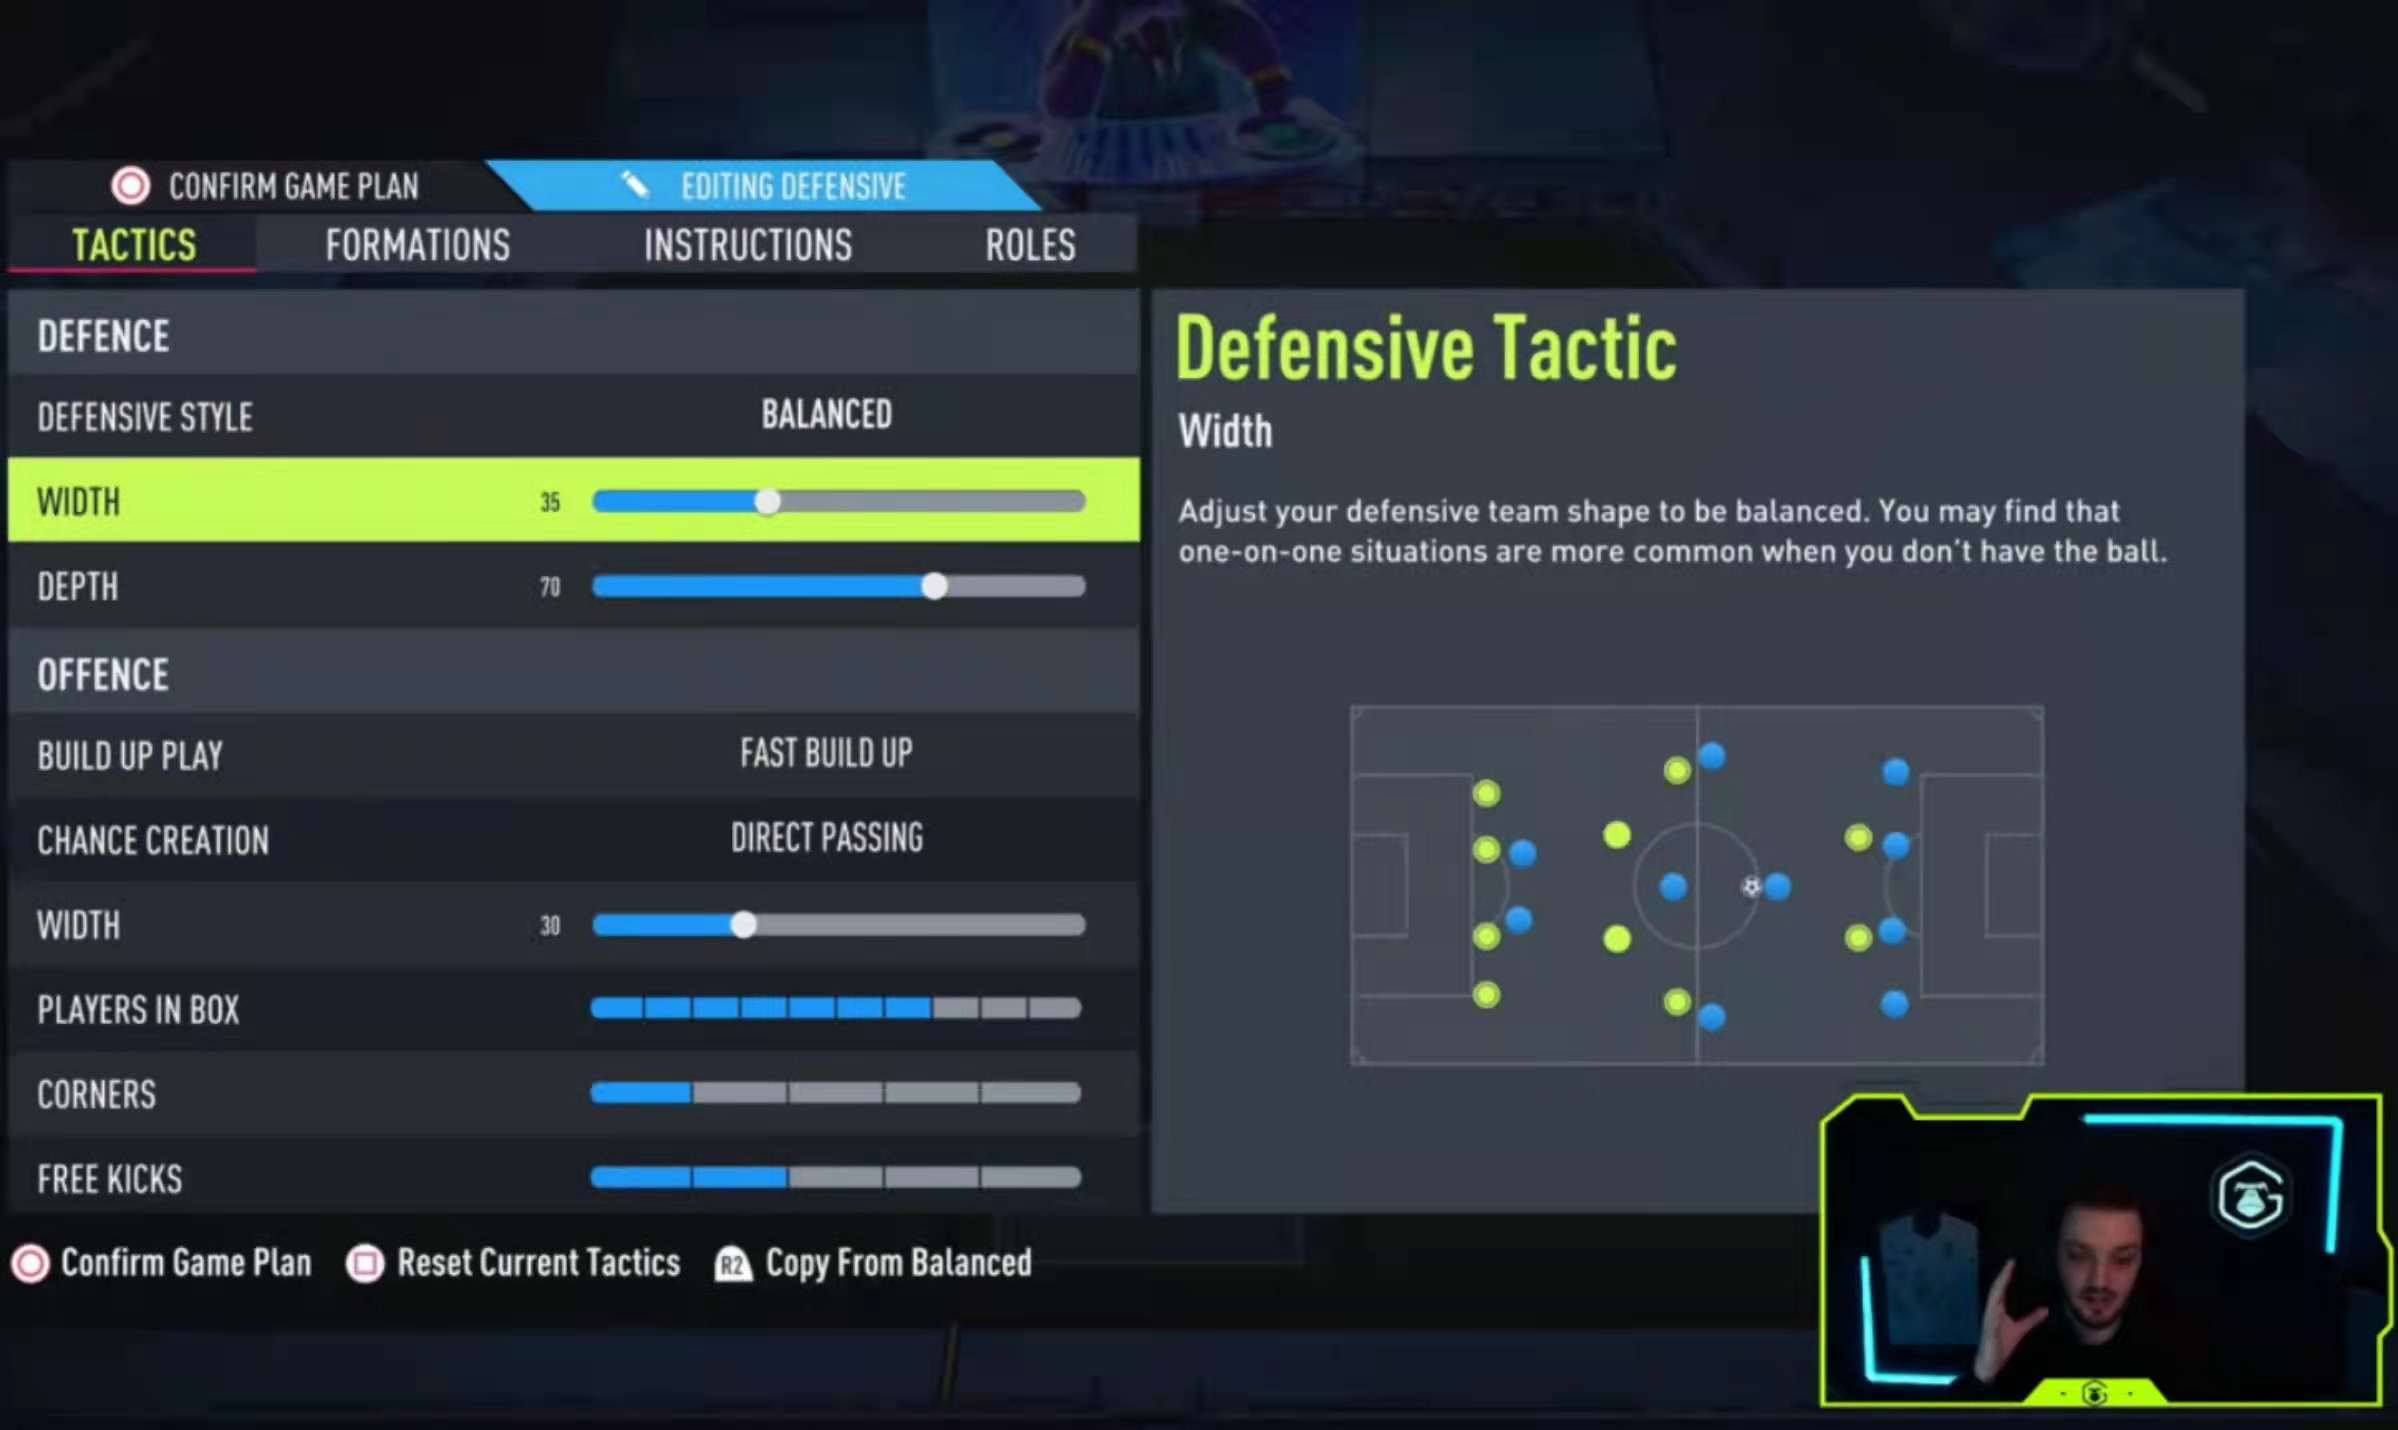 CONFIRM GAME PLAN
EDITING DEFENSIVE
TACTICS
FORMATIONS
INSTRUCTIONS
ROLES
DEFENCE
DEFENSIVE STYLE
BALANCED
WIDTH
35
DEPTH
70
OFFENCE
BUILD UP PLAY
FAST BUILD UP
CHANCE CREATION
DIRECT PASSING
WIDTH
30
PLAYERS IN BOX
CORNERS
FREE KICKS
Defensive Tactic
Width
Adjust your defensive team shape to be balanced. You may find that
one-on-one situations are more common when you don't have the ball.
Confirm Game Plan
Reset Current Tactics
R2
Copy From Balanced